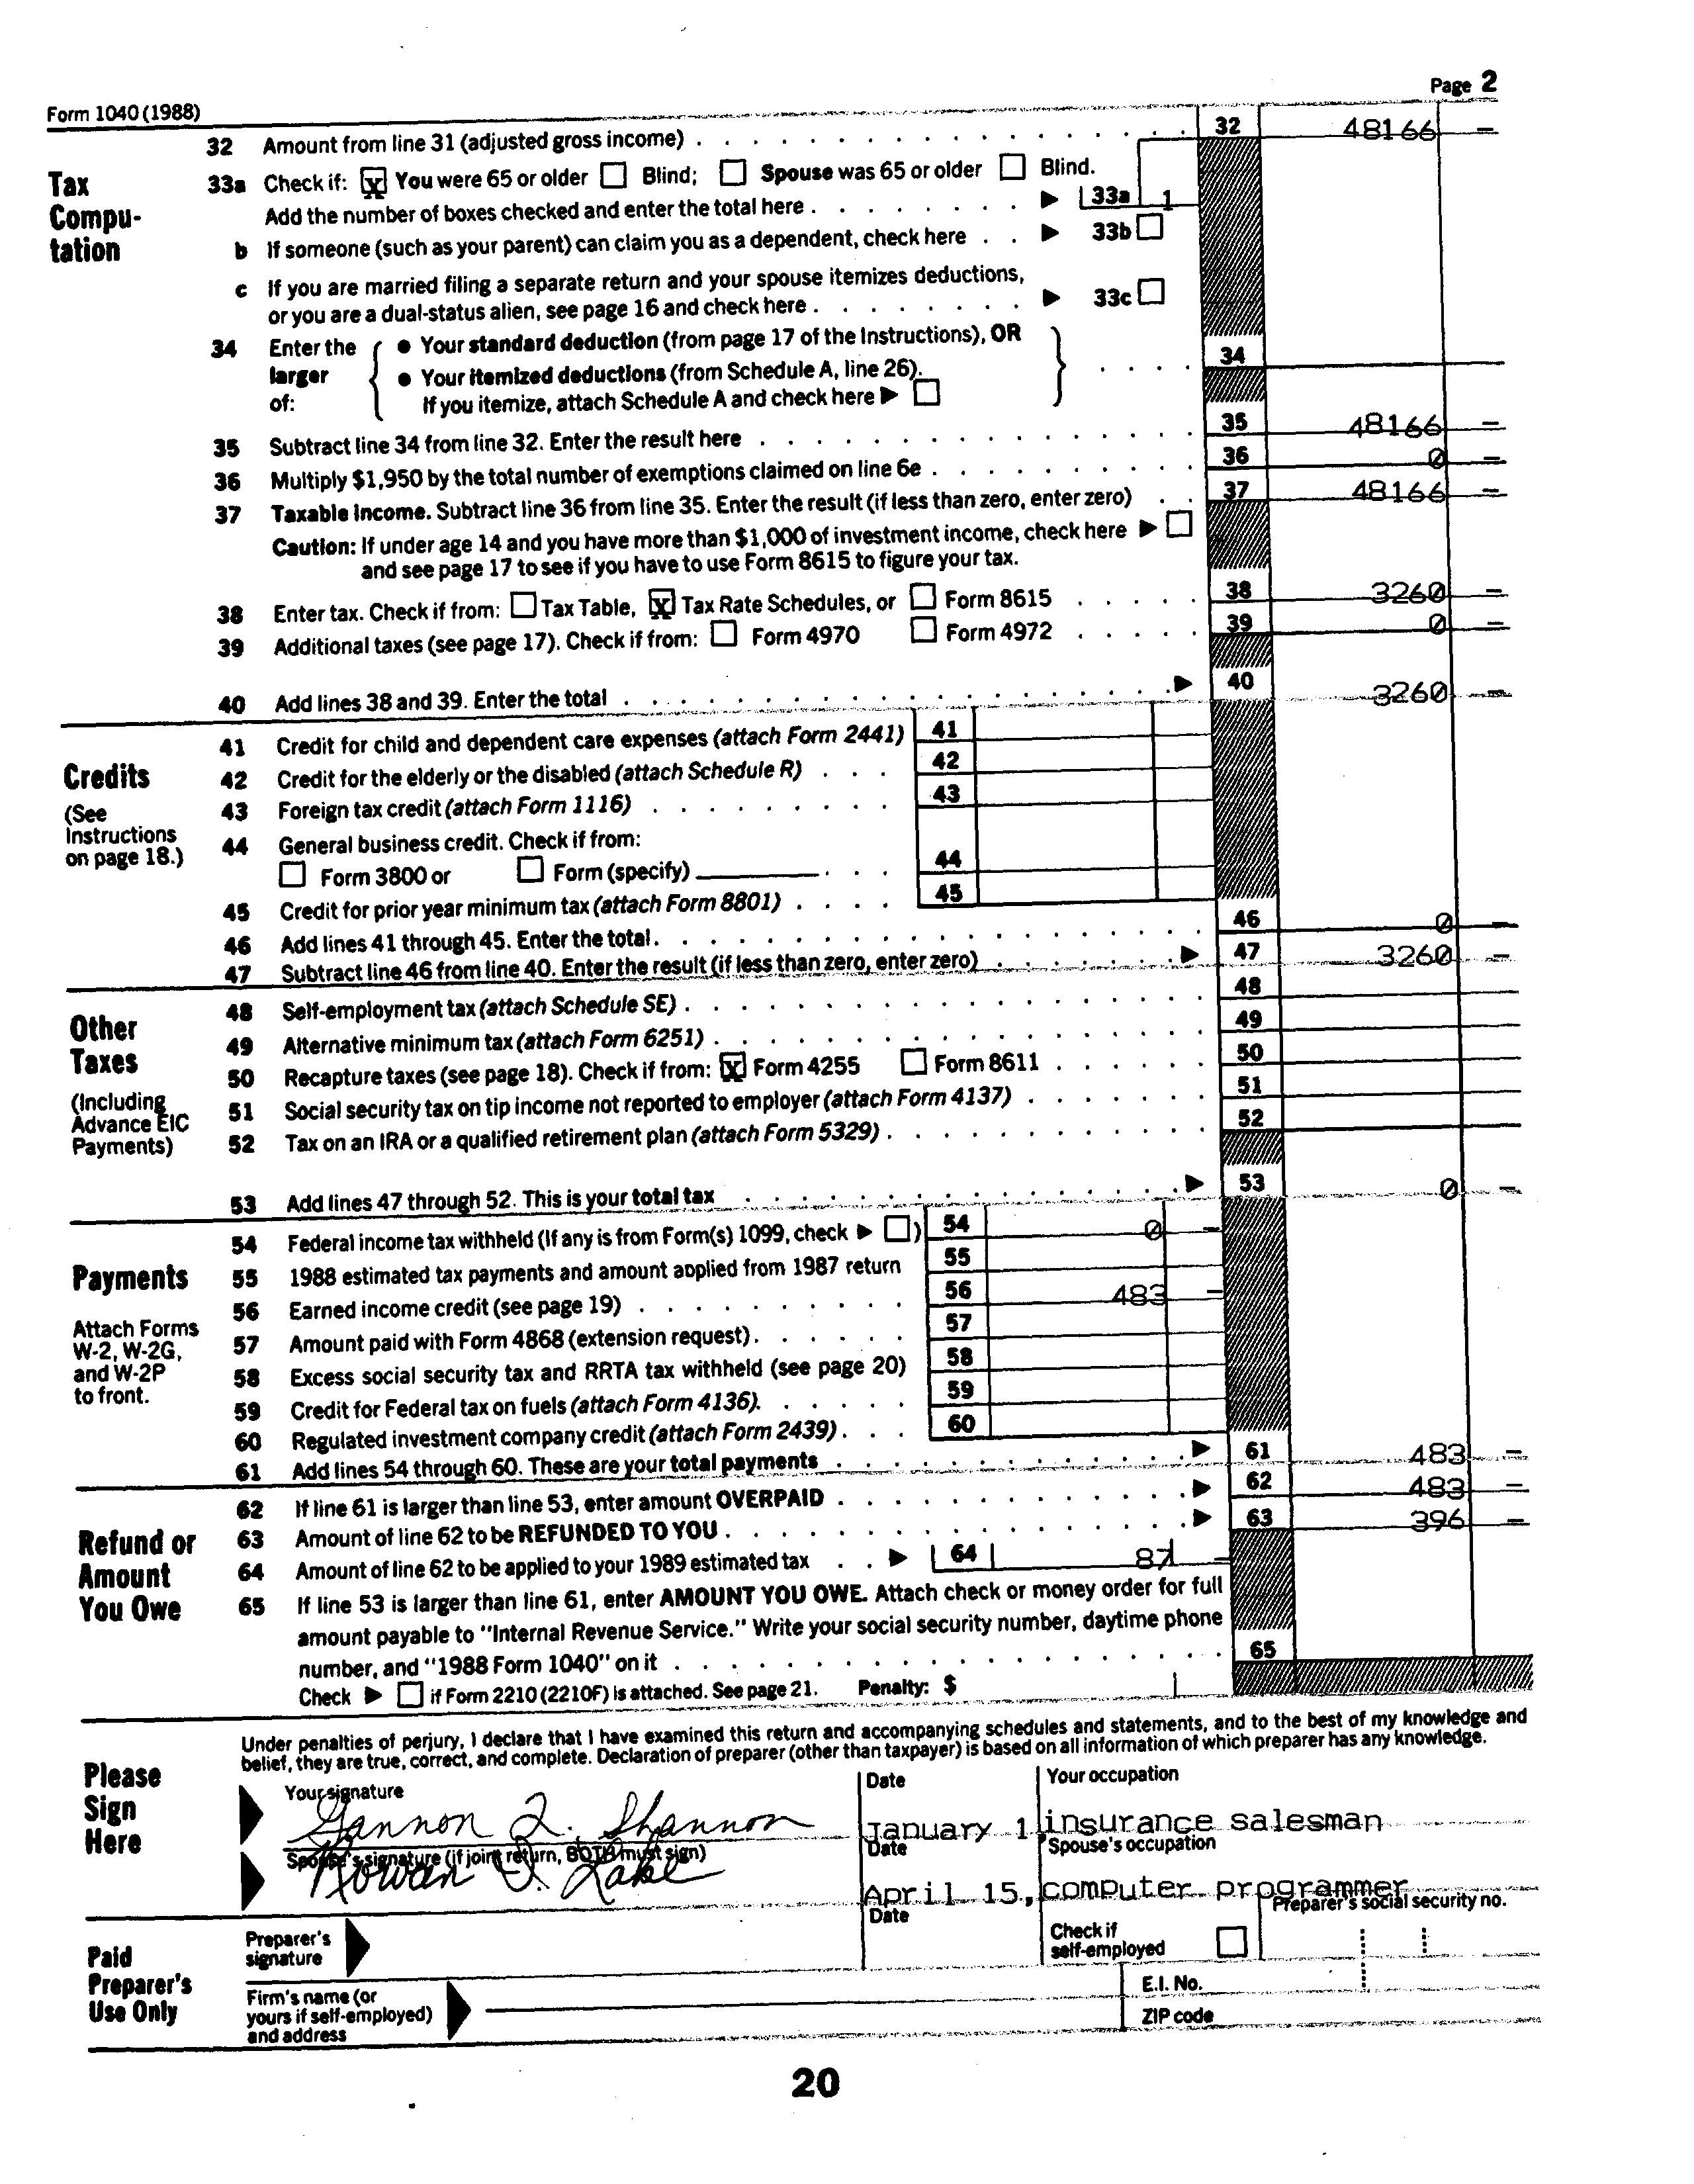 Form 1040 (1988) Page 2
Tax Computation
32 Amount from line 31 (adjusted gross income) 32 48166 –
33a Check if: X You were 65 or older Blind; Spouse was 65 or older Blind.
Add the number of boxes checked and enter the total here 33a 1
b If someone (such as your parent) can claim you as a dependent, check here 33b
c If you are married filing a separate return and your spouse itemizes deductions,
or you are a dual-status alien, see page 16 and check here 33c
34 Enter the larger of:
• Your standard deduction (from page 17 of the Instructions), OR
• Your itemized deductions (from Schedule A, line 26).
If you itemize, attach Schedule A and check here
34
35 Subtract line 34 from line 32. Enter the result here 35 48166 –
36 Multiply $1,950 by the total number of exemptions claimed on line 6e 36 0 –
37 Taxable income. Subtract line 36 from line 35. Enter the result (if less than zero, enter zero) 37 48166 –
Caution: If under age 14 and you have more than $1,000 of investment income, check here
and see page 17 to see if you have to use Form 8615 to figure your tax.
38 Enter tax. Check if from: Tax Table, X Tax Rate Schedules, or Form 8615 38 3260 –
39 Additional taxes (see page 17). Check if from: Form 4970 Form 4972 39 0 –
40 Add lines 38 and 39. Enter the total 40 3260 –
Credits
(See Instructions on page 18.)
41 Credit for child and dependent care expenses (attach Form 2441) 41
42 Credit for the elderly or the disabled (attach Schedule R) 42
43 Foreign tax credit (attach Form 1116) 43
44 General business credit. Check if from:
Form 3800 or Form (specify) 44
45 Credit for prior year minimum tax (attach Form 8801) 45
46 Add lines 41 through 45. Enter the total 46 0 –
47 Subtract line 46 from line 40. Enter the result (if less than zero, enter zero) 47 3260 –
Other Taxes
(Including Advance EIC Payments)
48 Self-employment tax (attach Schedule SE) 48
49 Alternative minimum tax (attach Form 6251) 49
50 Recapture taxes (see page 18). Check if from: X Form 4255 Form 8611 50
51 Social security tax on tip income not reported to employer (attach Form 4137) 51
52 Tax on an IRA or a qualified retirement plan (attach Form 5329) 52
53 Add lines 47 through 52. This is your total tax 53 0 –
Payments
Attach Forms W-2, W-2G, and W-2P to front.
54 Federal income tax withheld (If any is from Form(s) 1099, check ) 54 0 –
55 1988 estimated tax payments and amount applied from 1987 return 55
56 Earned income credit (see page 19) 56 483 –
57 Amount paid with Form 4868 (extension request) 57
58 Excess social security tax and RRTA tax withheld (see page 20) 58
59 Credit for Federal tax on fuels (attach Form 4136) 59
60 Regulated investment company credit (attach Form 2439) 60
61 Add lines 54 through 60. These are your total payments 61 483 –
Refund or Amount You Owe
62 If line 61 is larger than line 53, enter amount OVERPAID 62 483 –
63 Amount of line 62 to be REFUNDED TO YOU 63 396 –
64 Amount of line 62 to be applied to your 1989 estimated tax 64 87 –
65 If line 53 is larger than line 61, enter AMOUNT YOU OWE. Attach check or money order for full
amount payable to "Internal Revenue Service." Write your social security number, daytime phone
number, and "1988 Form 1040" on it 65
Check if Form 2210 (2210F) is attached. See page 21. Penalty: $
Please Sign Here
Under penalties of perjury, I declare that I have examined this return and accompanying schedules and statements, and to the best of my knowledge and
belief, they are true, correct, and complete. Declaration of preparer (other than taxpayer) is based on all information of which preparer has any knowledge.
Your signature Date Your occupation
Gannon Q. Shannon January 1 insurance salesman
Spouse's signature (if joint return, BOTH must sign) Date Spouse's occupation
Rowan D. Lake April 15, computer programmer
Paid Preparer's Use Only
Preparer's signature Date Check if self-employed Preparer's social security no.
Firm's name (or yours if self-employed) and address E.I. No.
ZIP code
20